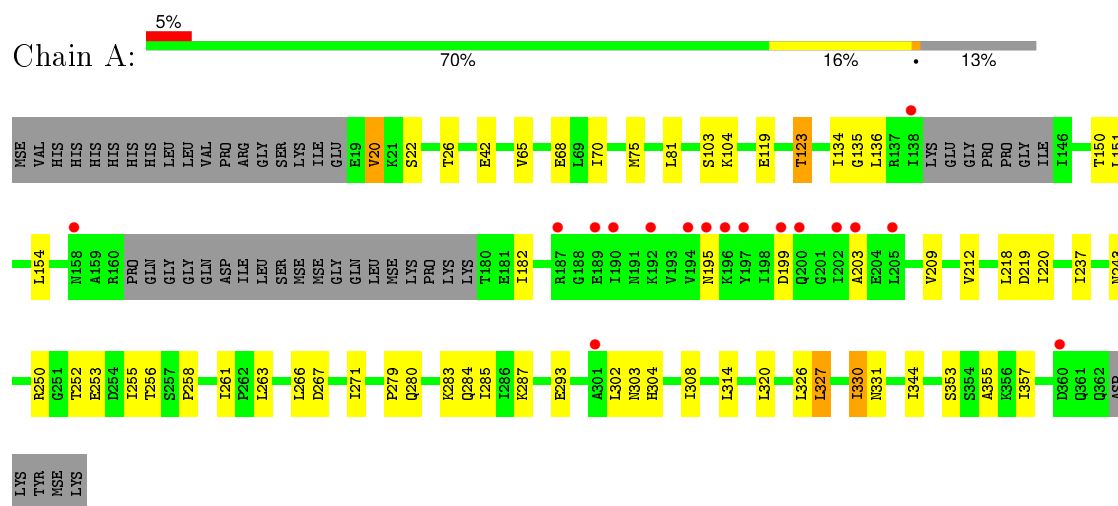 5%
Chain A:
70% 16% • 13%
MSE VAL HIS HIS HIS HIS HIS HIS LEU LEU VAL PRO ARG GLY SER LYS ILE GLU E19 V20 K21 S22 T26 E42 V65 E68 L69 I70 M75 L81 S103 K104 E119 T123 I134 G135 L136 R137 I138 LYS GLU GLY PRO PRO GLY ILE I146 T150 L151
L154 N158 A159 R160 PRO GLN GLY GLY GLN ASP ILE LEU SER MSE MSE GLY GLN LEU MSE LYS PRO LYS LYS T180 E181 I182 R187 G188 E189 I190 N191 K192 V193 V194 N195 K196 Y197 I198 D199 Q200 G201 I202 A203 E204 L205 V209 V212 L218 D219 I220 I237 N243
R250 G251 T252 E253 D254 I255 T256 S257 P258 I261 P262 L263 L266 D267 I271 P279 Q280 K283 Q284 I285 I286 K287 E293 A301 L302 N303 H304 I308 L314 L320 L326 L327 I330 N331 I344 S353 S354 A355 K356 I357 D360 Q361 Q362 ASP
LYS TYR MSE LYS